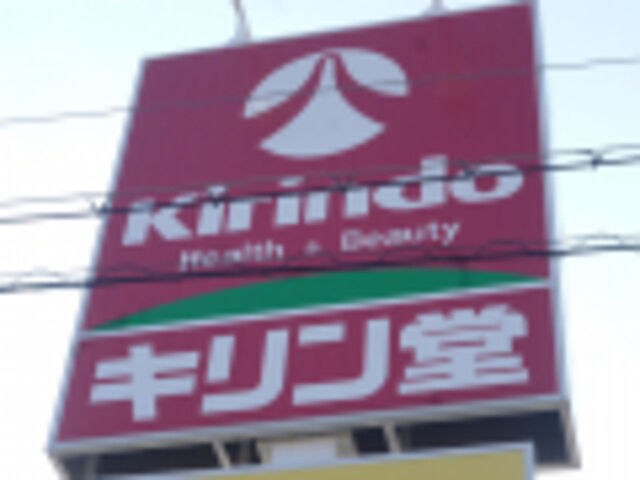 Kirindo
Health + Beauty
キリン堂